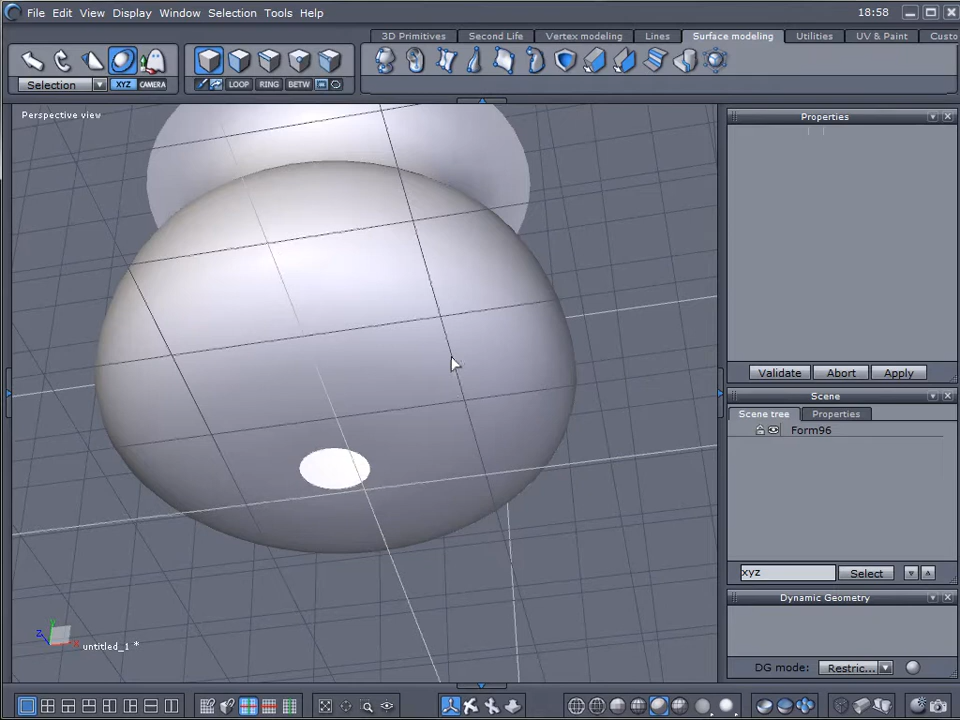 File Edit View Display Window Selection Tools Help 18:58
3D Primitives Second Life Vertex modeling Lines Surface modeling Utilities UV & Paint Custo
Selection XYZ CAMERA LOOP RING BETW
Perspective view
Properties
Validate Abort Apply
Scene
Scene tree Properties
Form96
xyz Select
Dynamic Geometry
DG mode: Restric...
y
z x
untitled_1 *